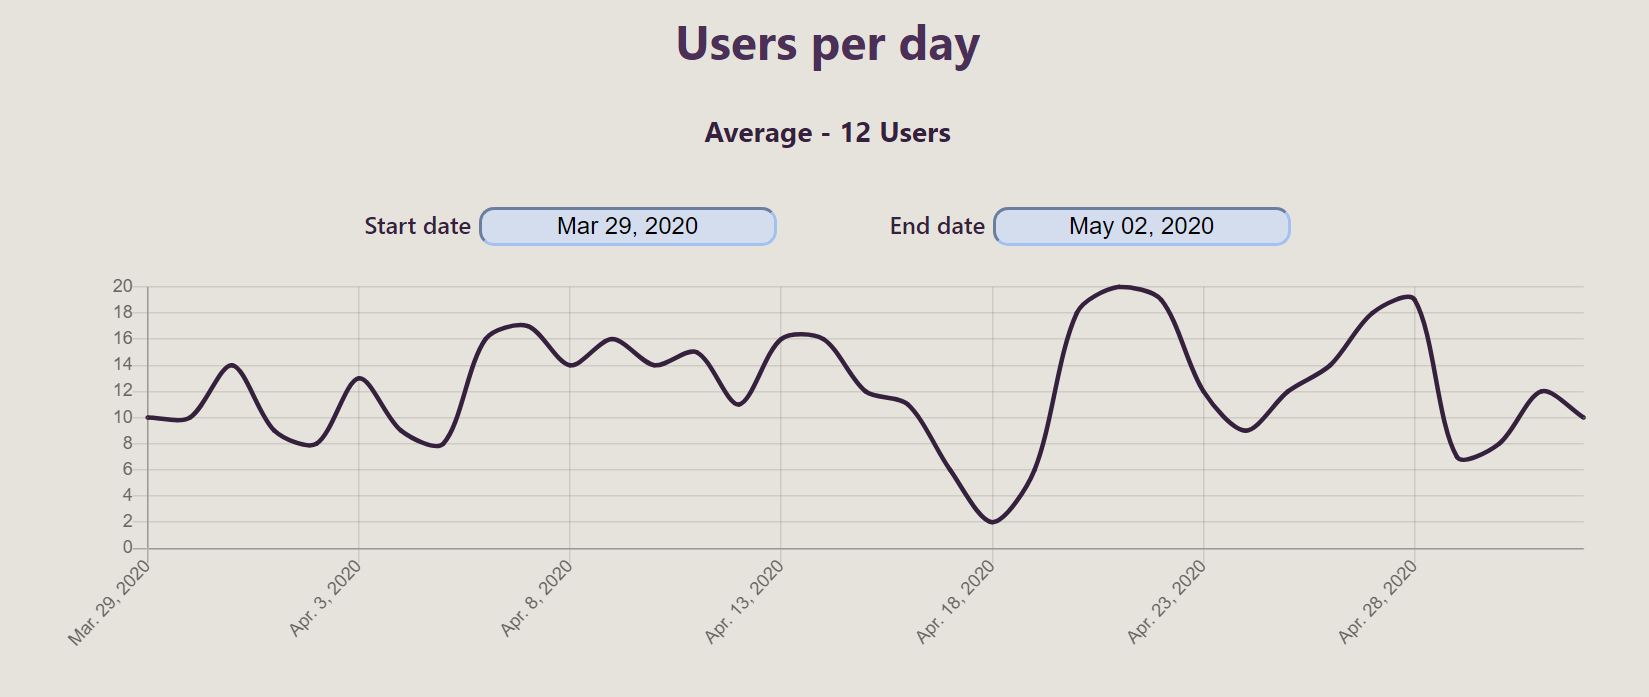 Users per day
Average - 12 Users
Start date Mar 29, 2020 End date May 02, 2020
20
18
16
14
12
10
8
6
4
2
0
Mar. 29, 2020 Apr. 3, 2020 Apr. 8, 2020 Apr. 13, 2020 Apr. 18, 2020 Apr. 23, 2020 Apr. 28, 2020